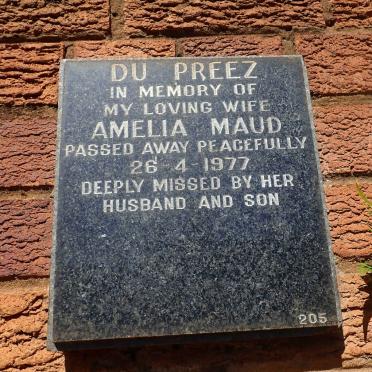 DU PREEZ
IN MEMORY OF
MY LOVING WIFE
AMELIA MAUD
PASSED AWAY PEACEFULLY
26-4-1977
DEEPLY MISSED BY HER
HUSBAND AND SON
205